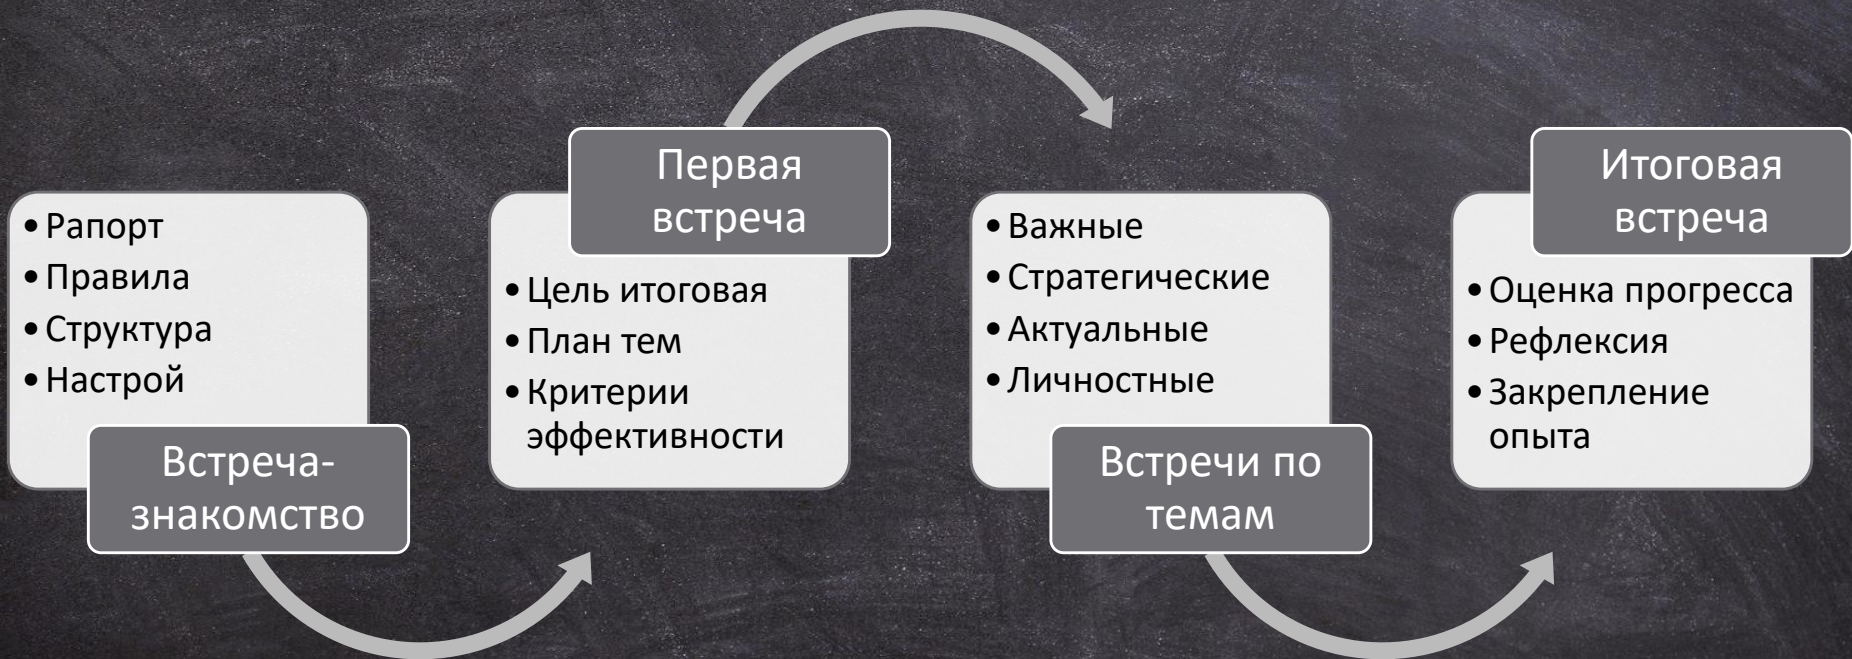 • Рапорт
• Правила
• Структура
• Настрой
Встреча-
знакомство
Первая
встреча
• Цель итоговая
• План тем
• Критерии
эффективности
• Важные
• Стратегические
• Актуальные
• Личностные
Встречи по
темам
Итоговая
встреча
• Оценка прогресса
• Рефлексия
• Закрепление
опыта